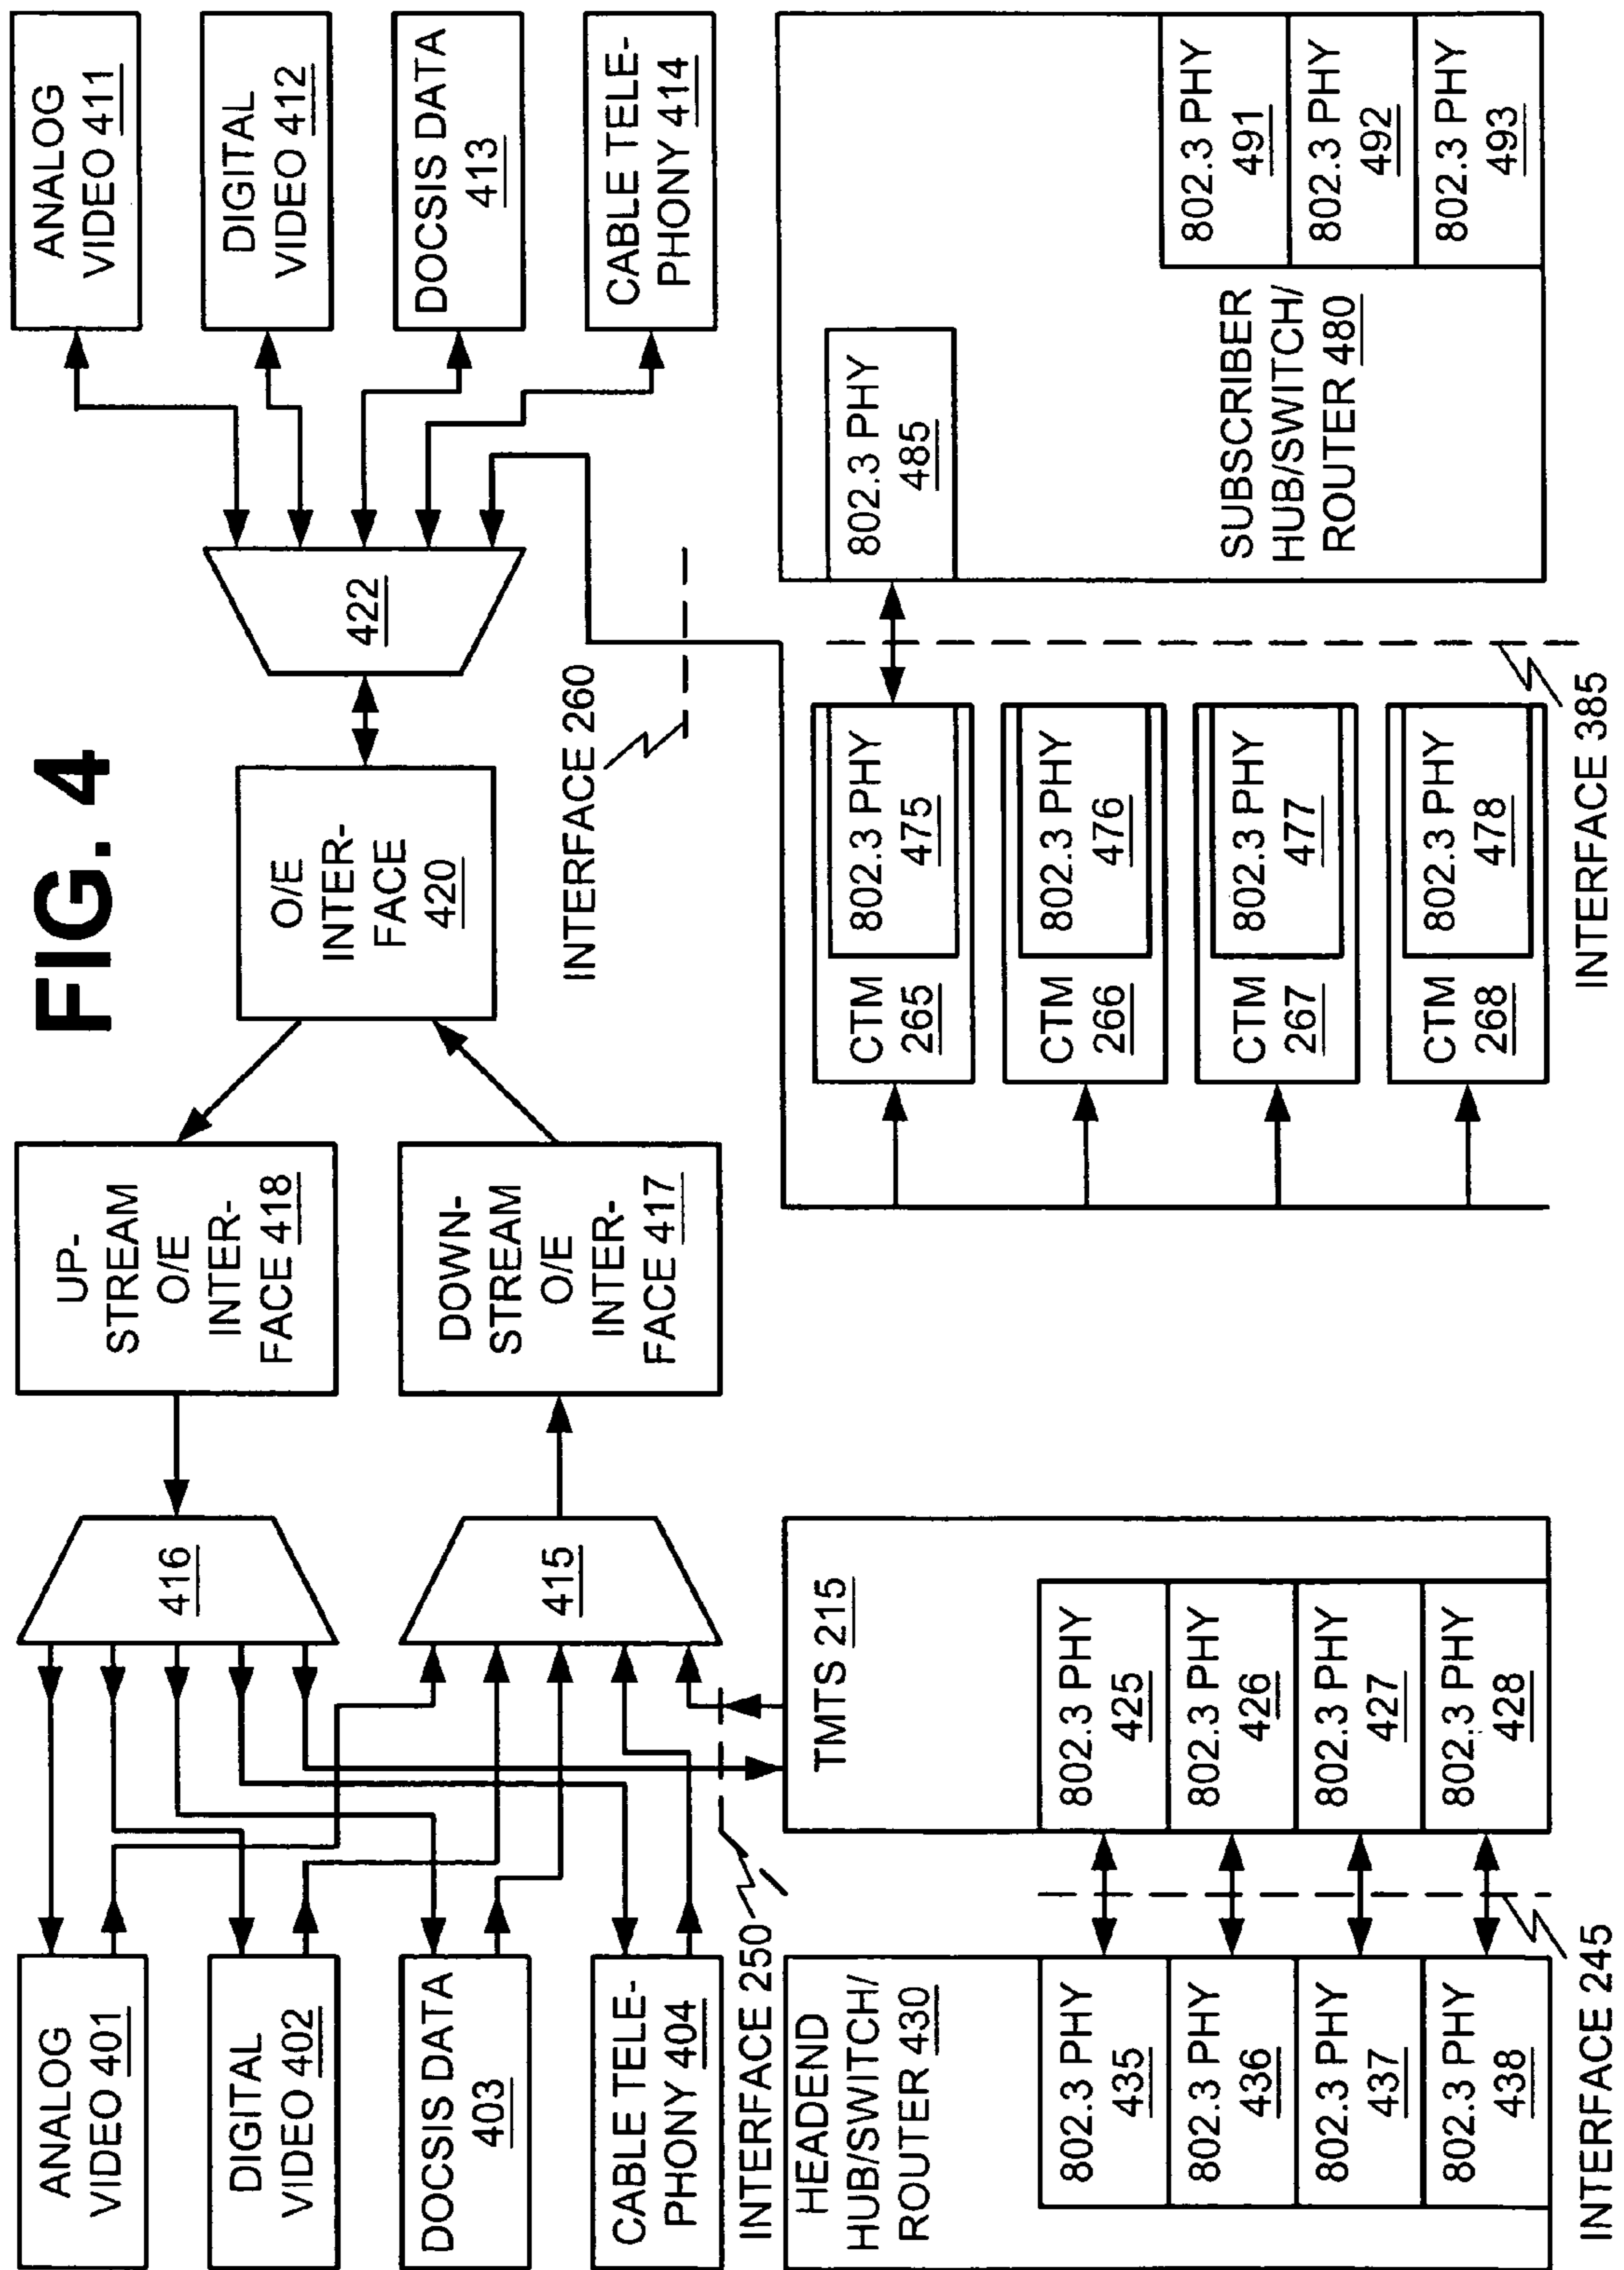 FIG. 4
ANALOG
VIDEO 401
DIGITAL
VIDEO 402
DOCSIS DATA
403
CABLE TELE-
PHONY 404
416
415
UP-
STREAM
O/E
INTER-
FACE 418
DOWN-
STREAM
O/E
INTER-
FACE 417
O/E
INTER-
FACE
420
422
ANALOG
VIDEO 411
DIGITAL
VIDEO 412
DOCSIS DATA
413
CABLE TELE-
PHONY 414
INTERFACE 250
INTERFACE 260
HEADEND
HUB/SWITCH/
ROUTER 430
802.3 PHY
435
802.3 PHY
436
802.3 PHY
437
802.3 PHY
438
INTERFACE 245
TMTS 215
802.3 PHY
425
802.3 PHY
426
802.3 PHY
427
802.3 PHY
428
CTM
265
802.3 PHY
475
CTM
266
802.3 PHY
476
CTM
267
802.3 PHY
477
CTM
268
802.3 PHY
478
INTERFACE 385
802.3 PHY
485
SUBSCRIBER
HUB/SWITCH/
ROUTER 480
802.3 PHY
491
802.3 PHY
492
802.3 PHY
493